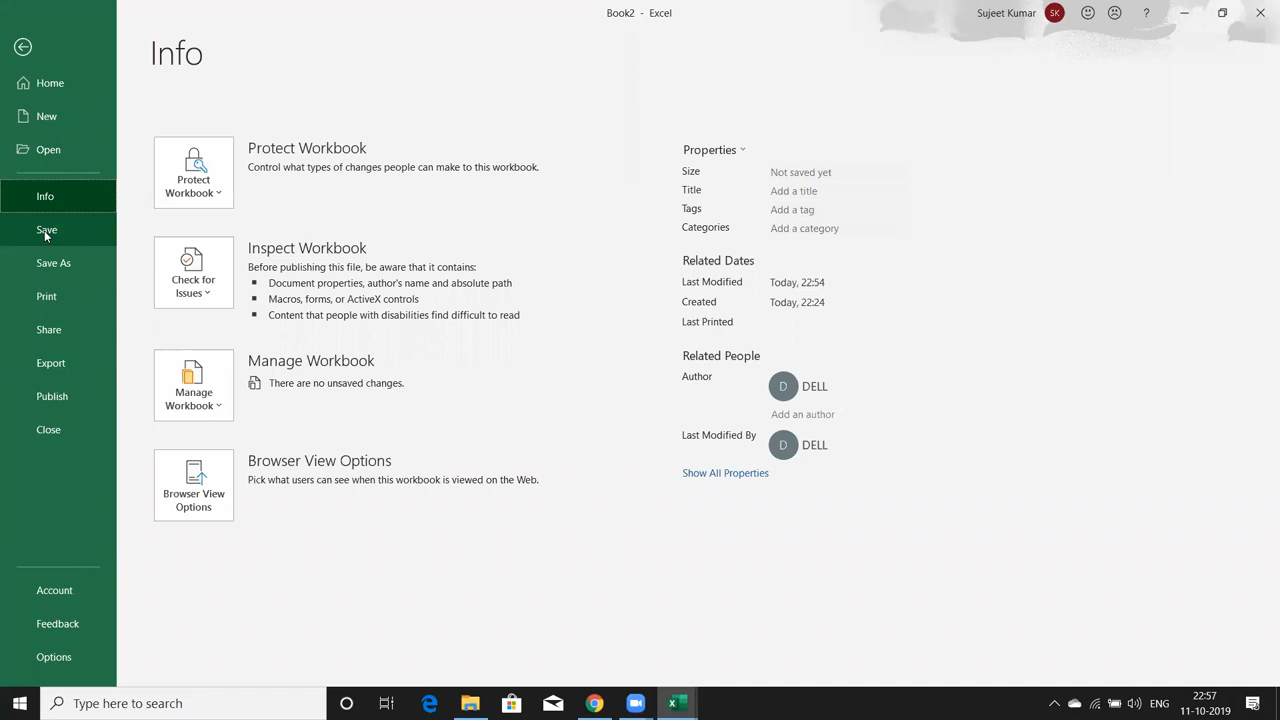 Book2 - Excel
Sujeet Kumar SK ?
Info
Home
New
Open
Info
Save
Save As
Print
Share
Export
Publish
Close
Account
Feedback
Options
Protect Workbook
Protect Workbook
Control what types of changes people can make to this workbook.
Check for Issues
Inspect Workbook
Before publishing this file, be aware that it contains:
Document properties, author's name and absolute path
Macros, forms, or ActiveX controls
Content that people with disabilities find difficult to read
Manage Workbook
Manage Workbook
There are no unsaved changes.
Browser View Options
Browser View Options
Pick what users can see when this workbook is viewed on the Web.
Properties
Size Not saved yet
Title Add a title
Tags Add a tag
Categories Add a category
Related Dates
Last Modified Today, 22:54
Created Today, 22:24
Last Printed
Related People
Author D DELL
Add an author
Last Modified By D DELL
Show All Properties
Type here to search
ENG
22:57
11-10-2019